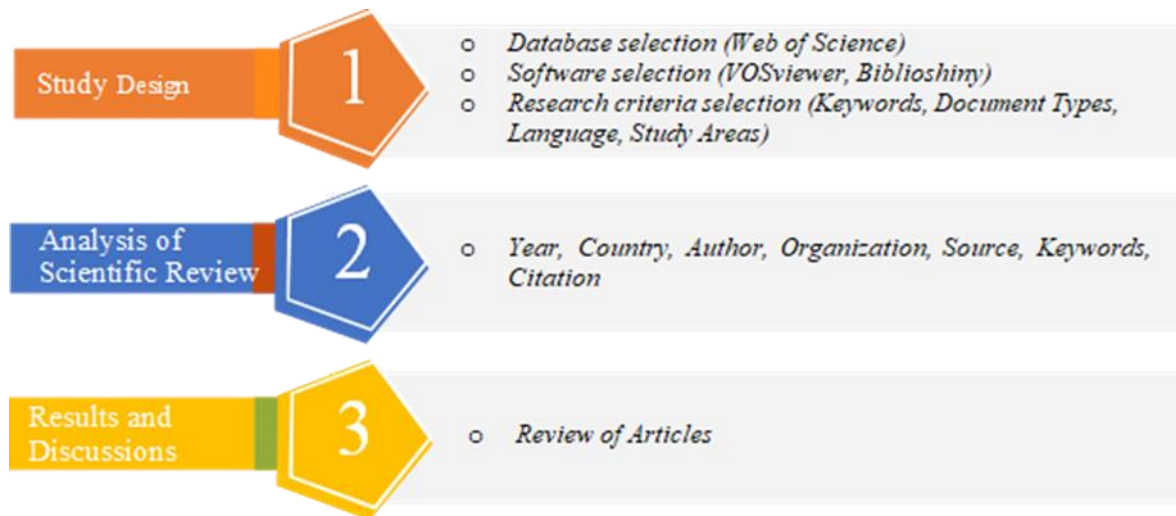 Study Design
1
o Database selection (Web of Science)
o Software selection (VOSviewer, Biblioshiny)
o Research criteria selection (Keywords, Document Types,
Language, Study Areas)
Analysis of
Scientific Review
2
o Year, Country, Author, Organization, Source, Keywords,
Citation
Results and
Discussions
3
o Review of Articles